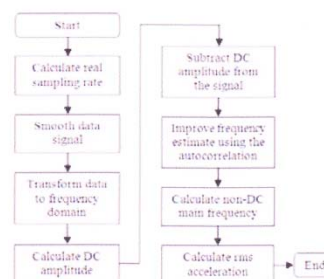 Start
Calculate real
sampling rate
Smooth data
signal
Transform data
to frequency
domain
Calculate DC
amplitude
Subtract DC
amplitude from
the signal
Improve frequency
estimate using the
autocorrelation
Calculate non-DC
main frequency
Calculate rms
acceleration
End